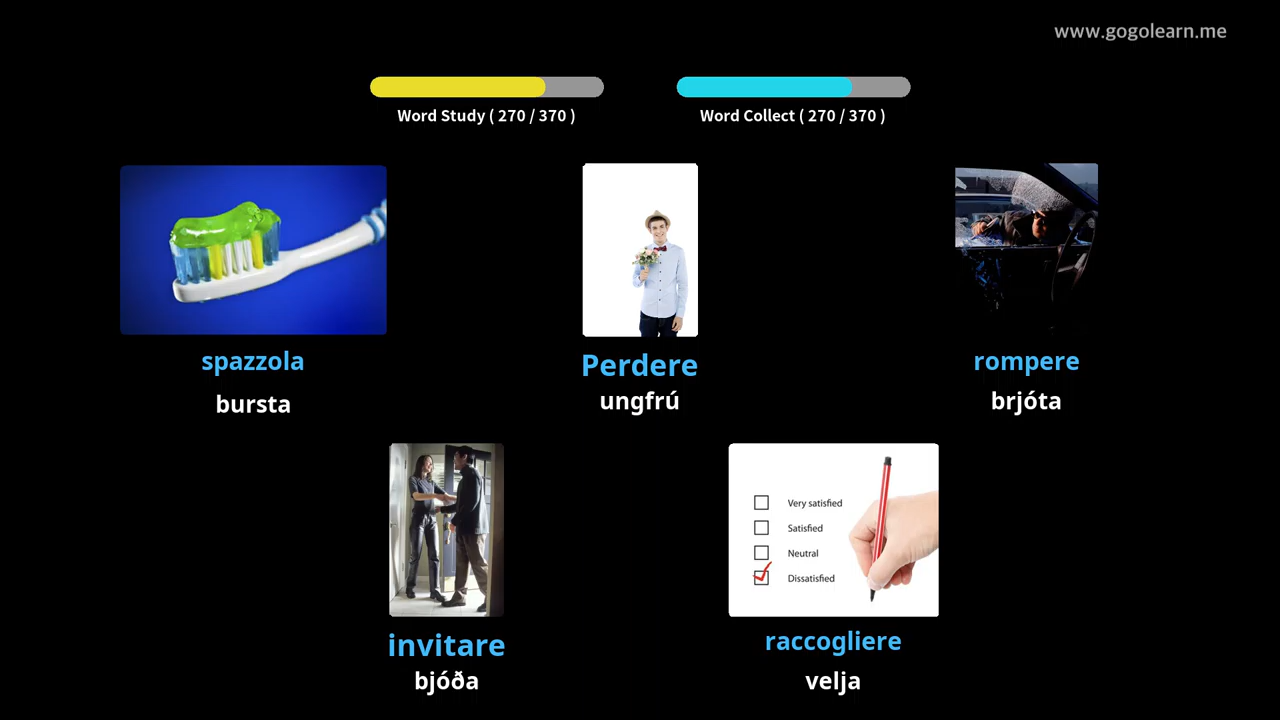 www.gogolearn.me
Word Study ( 270 / 370 )
Word Collect ( 270 / 370 )
spazzola
bursta
Perdere
ungfrú
rompere
brjóta
invitare
bjóða
Very satisfied
Satisfied
Neutral
Dissatisfied
raccogliere
velja